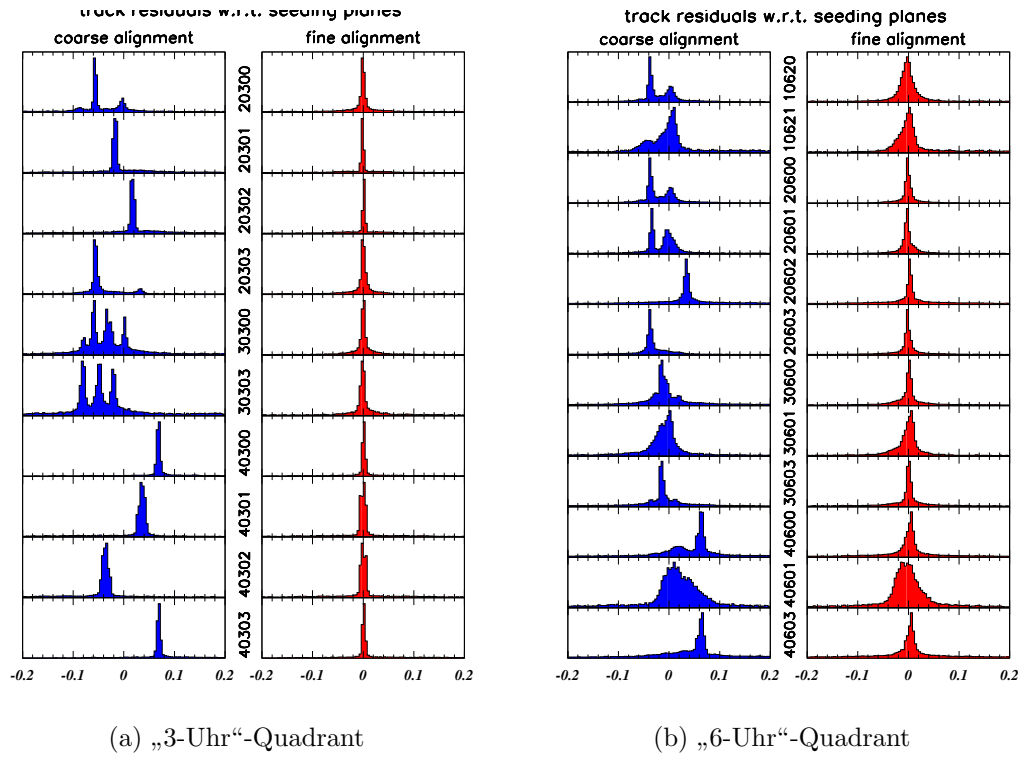 track residuals w.r.t. seeding planes
coarse alignment fine alignment
20300
20301
20302
20303
30300
30303
40300
40301
40302
40303
-0.2 -0.1 0 0.1 -0.2 -0.1 0 0.1 0.2
(a) „3-Uhr“-Quadrant
track residuals w.r.t. seeding planes
coarse alignment fine alignment
10620
10621
20600
20601
20602
20603
30600
30601
30603
40600
40601
40603
-0.2 -0.1 0 0.1 0.2 -0.1 0 0.1 0.2
(b) „6-Uhr“-Quadrant